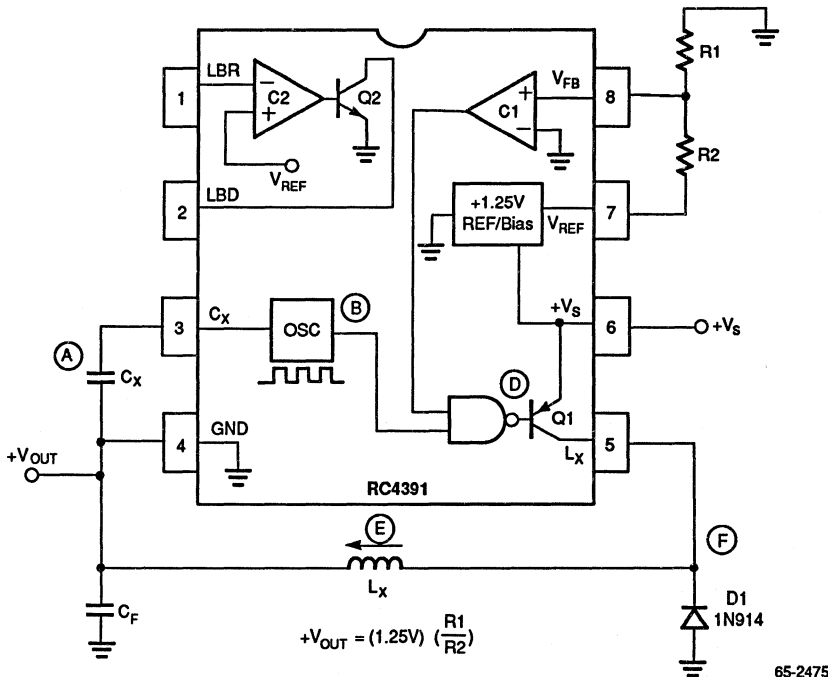 R1
LBR
C2
Q2
VFB
C1
1
8
VREF
R2
LBD
+1.25V
REF/Bias
VREF
2
7
B
+VS
CX
OSC
3
6
+VS
A
CX
D
Q1
GND
LX
4
5
+VOUT
RC4391
E
F
LX
CF
D1
1N914
+VOUT = (1.25V) (R1/R2)
65-2475